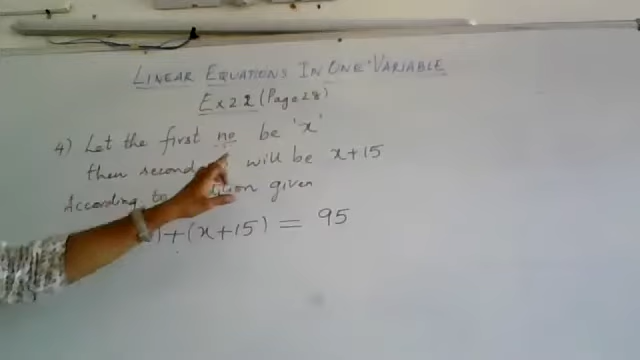 LINEAR EQUATIONS IN ONE VARIABLE
Ex 2.2 (Page 28)
4) Let the first no be 'x'
then second will be x+15
According to given
+ (x+15) = 95